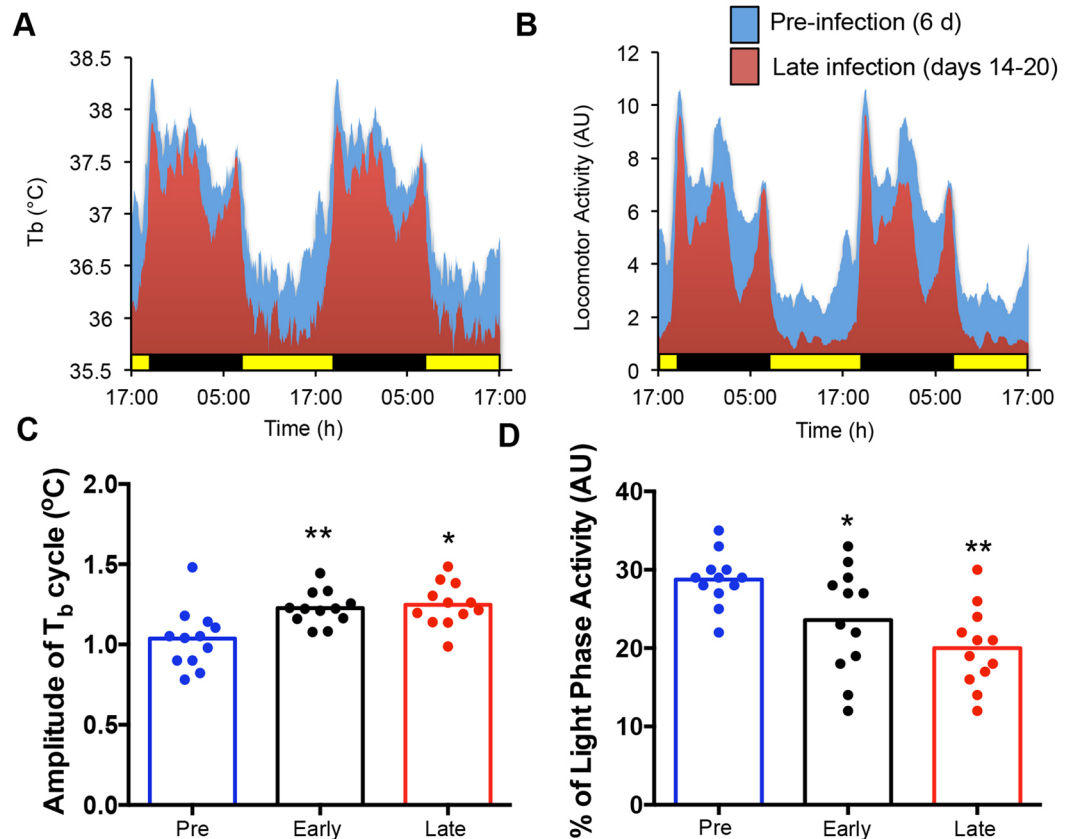 A
B
Pre-infection (6 d)
Late infection (days 14-20)
38.5
38
37.5
37
36.5
36
35.5
Tb (°C)
17:00 05:00 17:00 05:00 17:00
Time (h)
12
10
8
6
4
2
0
Locomotor Activity (AU)
17:00 05:00 17:00 05:00 17:00
Time (h)
C
D
Amplitude of Tb cycle (ºC)
2.0
1.5
1.0
0.5
0.0
** *
Pre Early Late
% of Light Phase Activity (AU)
40
30
20
10
0
* **
Pre Early Late